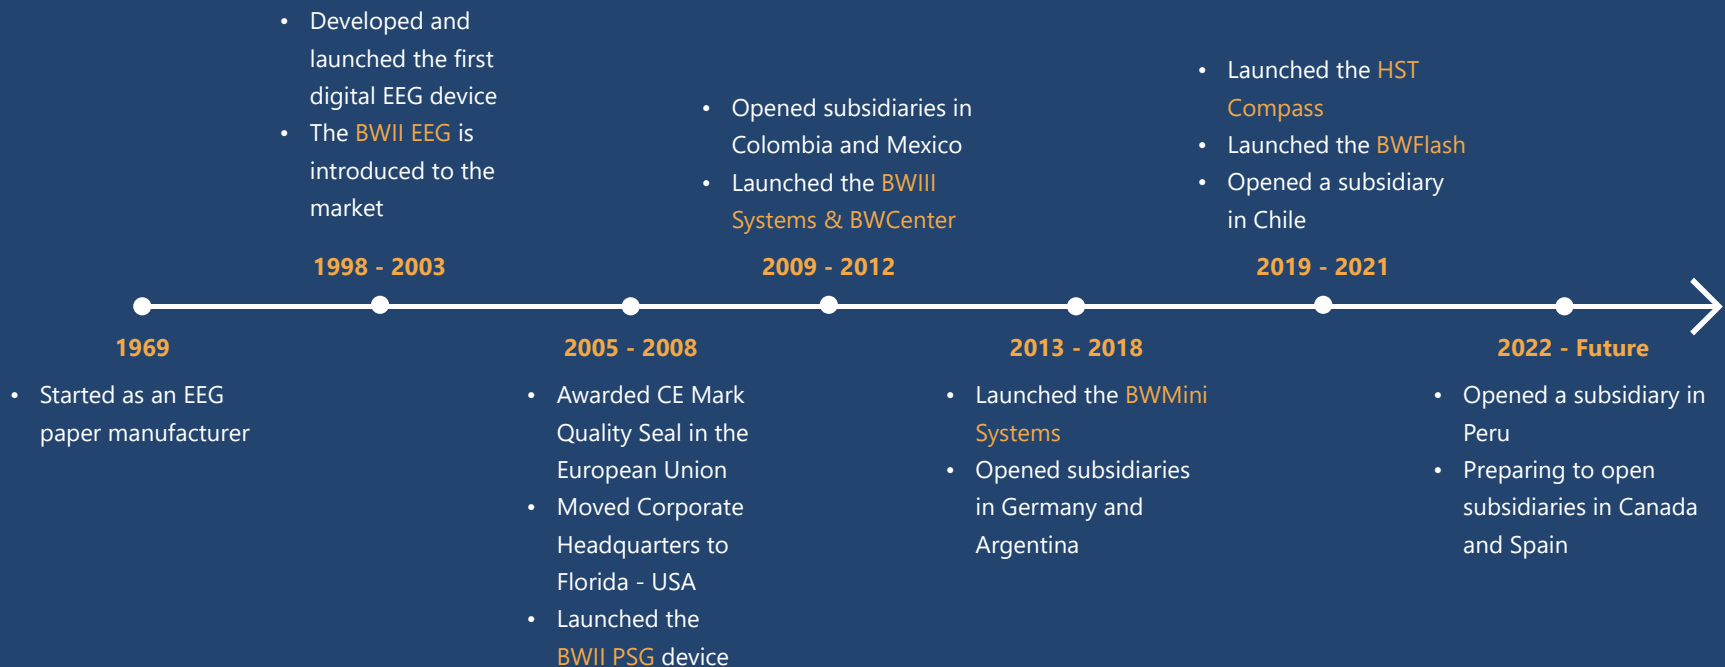 • Developed and
launched the first
digital EEG device
• The BWII EEG is
introduced to the
market
1998 - 2003
• Opened subsidiaries in
Colombia and Mexico
• Launched the BWIII
Systems & BWCenter
2009 - 2012
• Launched the HST
Compass
• Launched the BWFlash
• Opened a subsidiary
in Chile
2019 - 2021
1969
• Started as an EEG
paper manufacturer
2005 - 2008
• Awarded CE Mark
Quality Seal in the
European Union
• Moved Corporate
Headquarters to
Florida - USA
• Launched the
BWII PSG device
2013 - 2018
• Launched the BWMini
Systems
• Opened subsidiaries
in Germany and
Argentina
2022 - Future
• Opened a subsidiary in
Peru
• Preparing to open
subsidiaries in Canada
and Spain